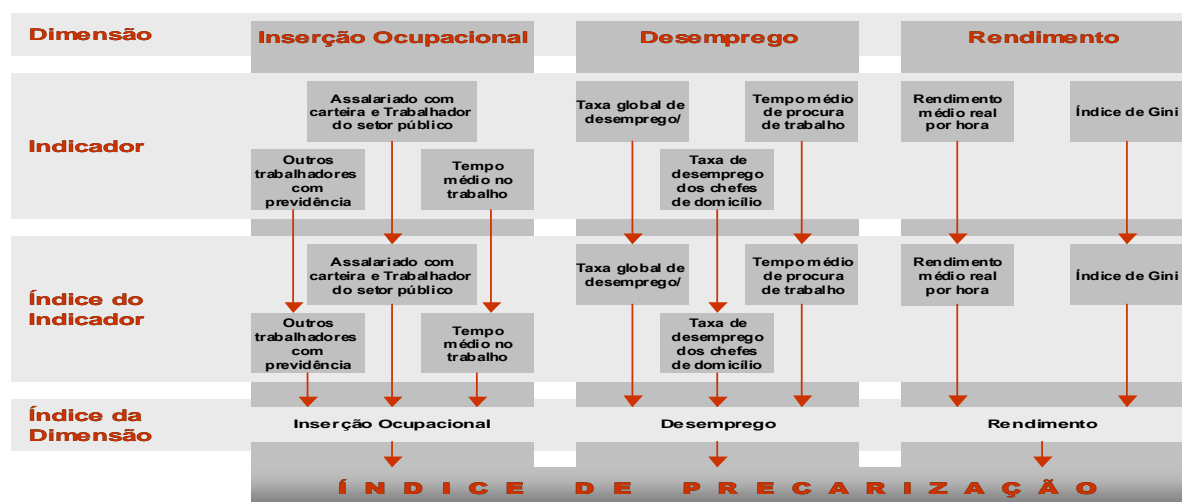 Dimensão
Inserção Ocupacional
Desemprego
Rendimento
Indicador
Assalariado com
carteira e Trabalhador
do setor público
Outros
trabalhadores
com
previdência
Tempo
médio no
trabalho
Taxa global de
desemprego/
Tempo médio
de procura
de trabalho
Taxa de
desemprego
dos chefes
de domicílio
Rendimento
médio real
por hora
Índice de Gini
Índice do
Indicador
Assalariado com
carteira e Trabalhador
do setor público
Outros
trabalhadores
com
previdência
Tempo
médio no
trabalho
Taxa global de
desemprego/
Tempo médio
de procura
de trabalho
Taxa de
desemprego
dos chefes
de domicílio
Rendimento
médio real
por hora
Índice de Gini
Índice da
Dimensão
Inserção Ocupacional
Desemprego
Rendimento
ÍNDICE DE PRECARIZAÇÃO